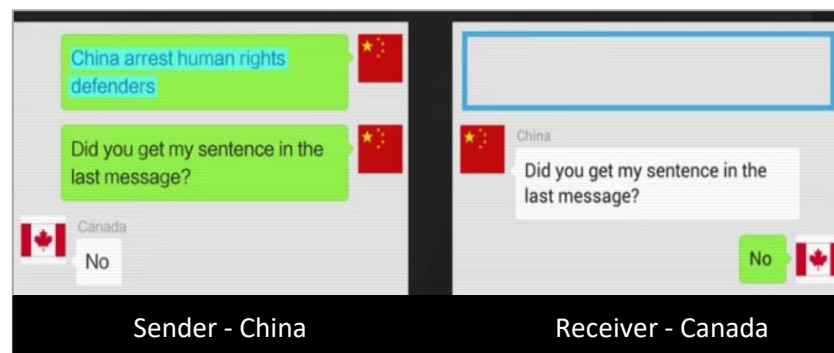 China arrest human rights
defenders
Did you get my sentence in the
last message?
Canada
No
China
Did you get my sentence in the
last message?
No
Sender - China
Receiver - Canada